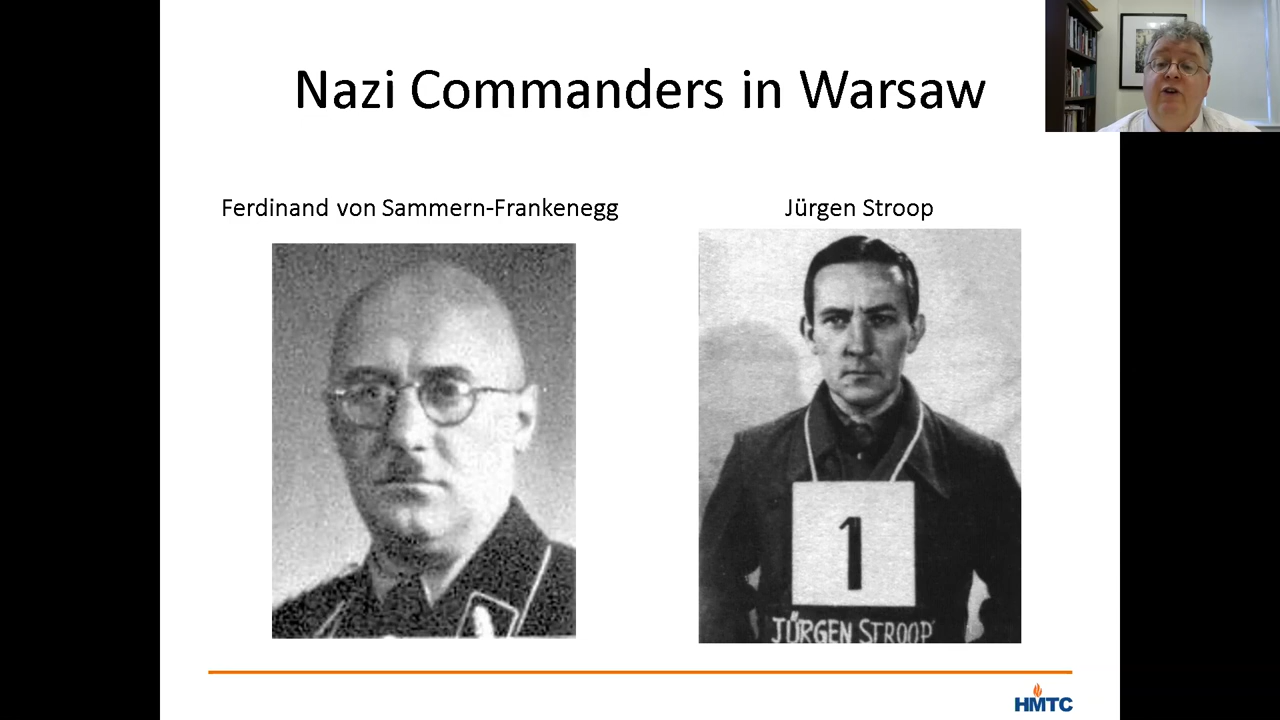 Nazi Commanders in Warsaw
Ferdinand von Sammern-Frankenegg
Jürgen Stroop
1
JÜRGEN STROOP
HMTC